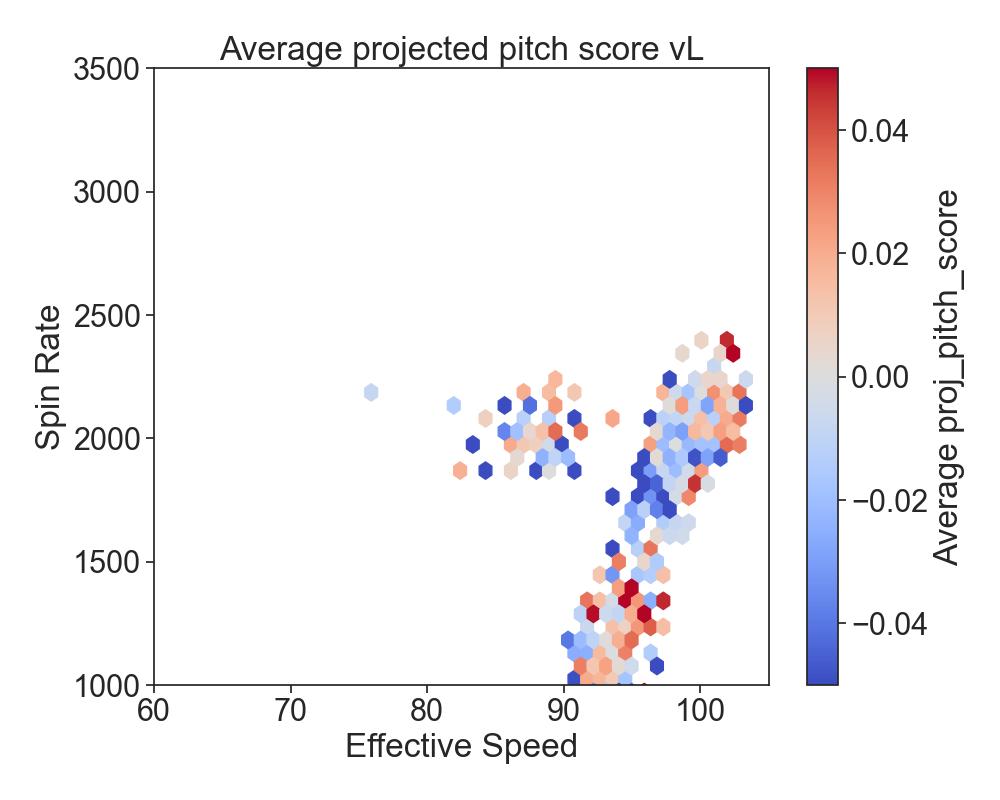 Average projected pitch score vL
3500
3000
2500
2000
1500
1000
Spin Rate
60 70 80 90 100
Effective Speed
0.04
0.02
0.00
−0.02
−0.04
Average proj_pitch_score